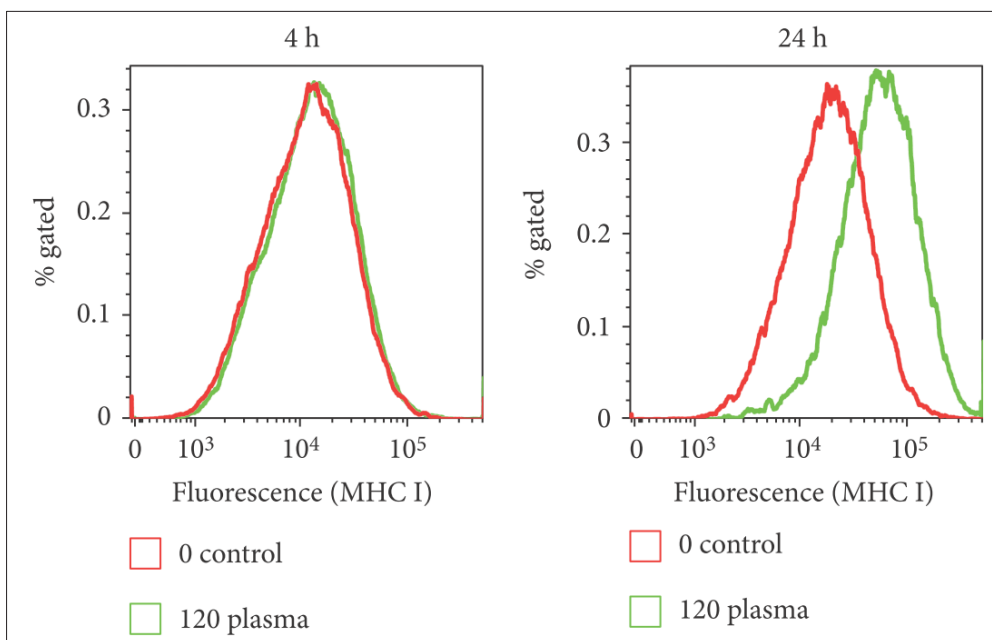 4 h
% gated
0.3
0.2
0.1
0
0 10³ 10⁴ 10⁵
Fluorescence (MHC I)
0 control
120 plasma
24 h
% gated
0.3
0.2
0.1
0
0 10³ 10⁴ 10⁵
Fluorescence (MHC I)
0 control
120 plasma